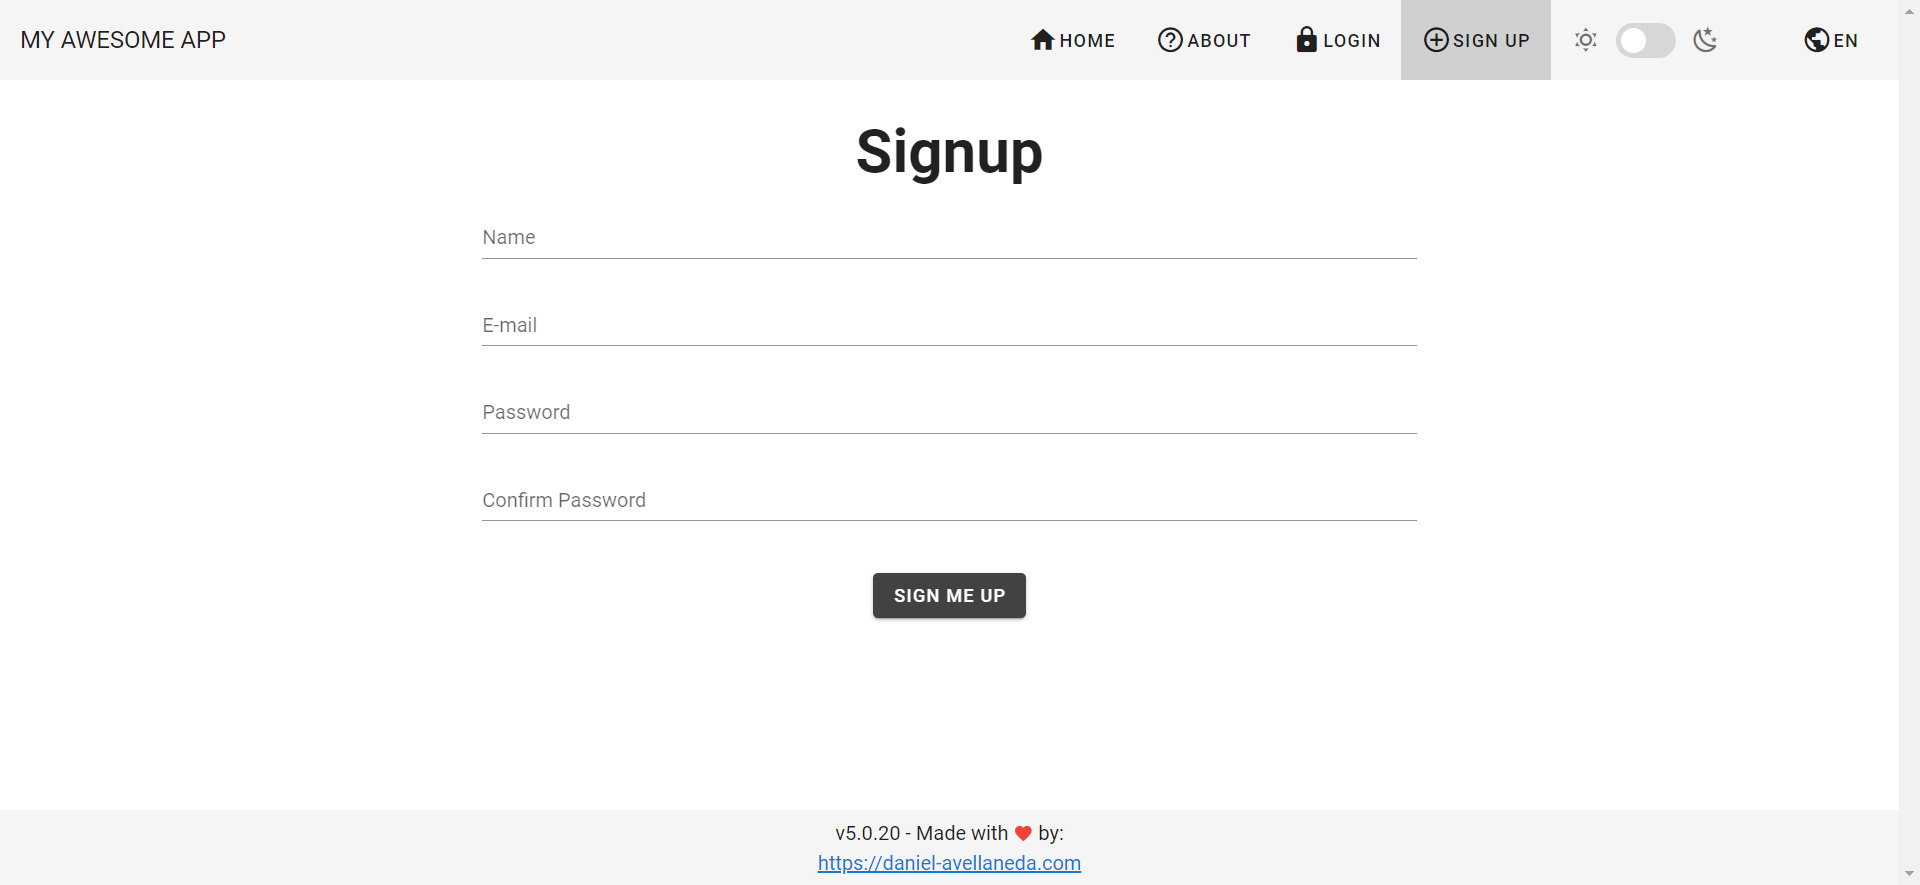 MY AWESOME APP
HOME
ABOUT
LOGIN
SIGN UP
EN
Signup
Name
E-mail
Password
Confirm Password
SIGN ME UP
v5.0.20 - Made with ❤ by:
https://daniel-avellaneda.com